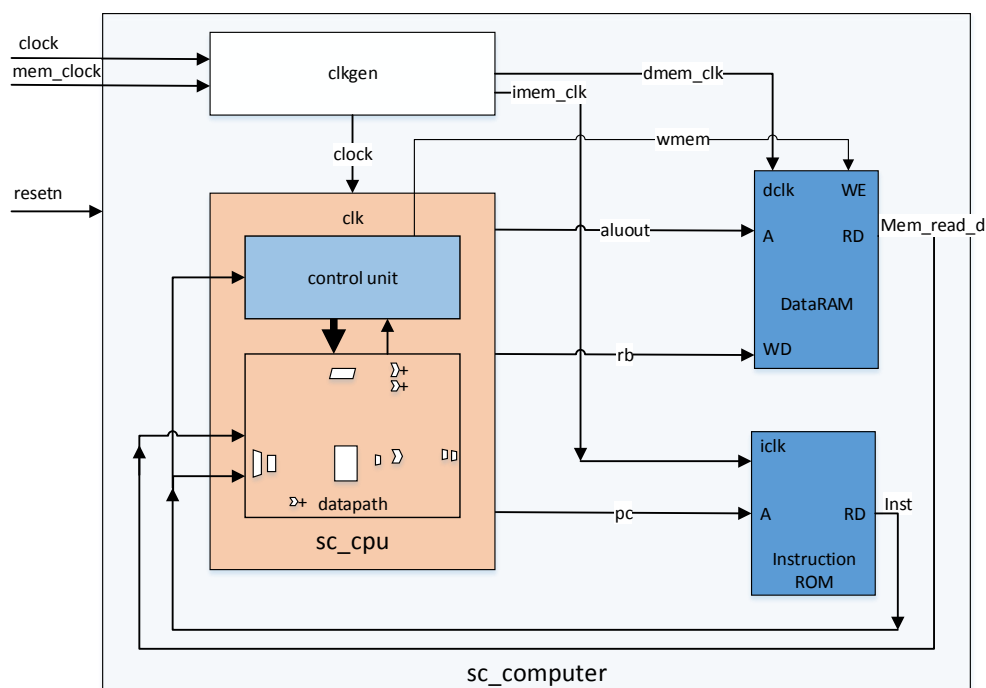 clock
mem_clock
resetn
clkgen
dmem_clk
imem_clk
clock
wmem
clk
control unit
datapath
sc_cpu
aluout
rb
pc
dclk
WE
A
RD
DataRAM
WD
Mem_read_d
iclk
A
RD
Instruction
ROM
Inst
sc_computer